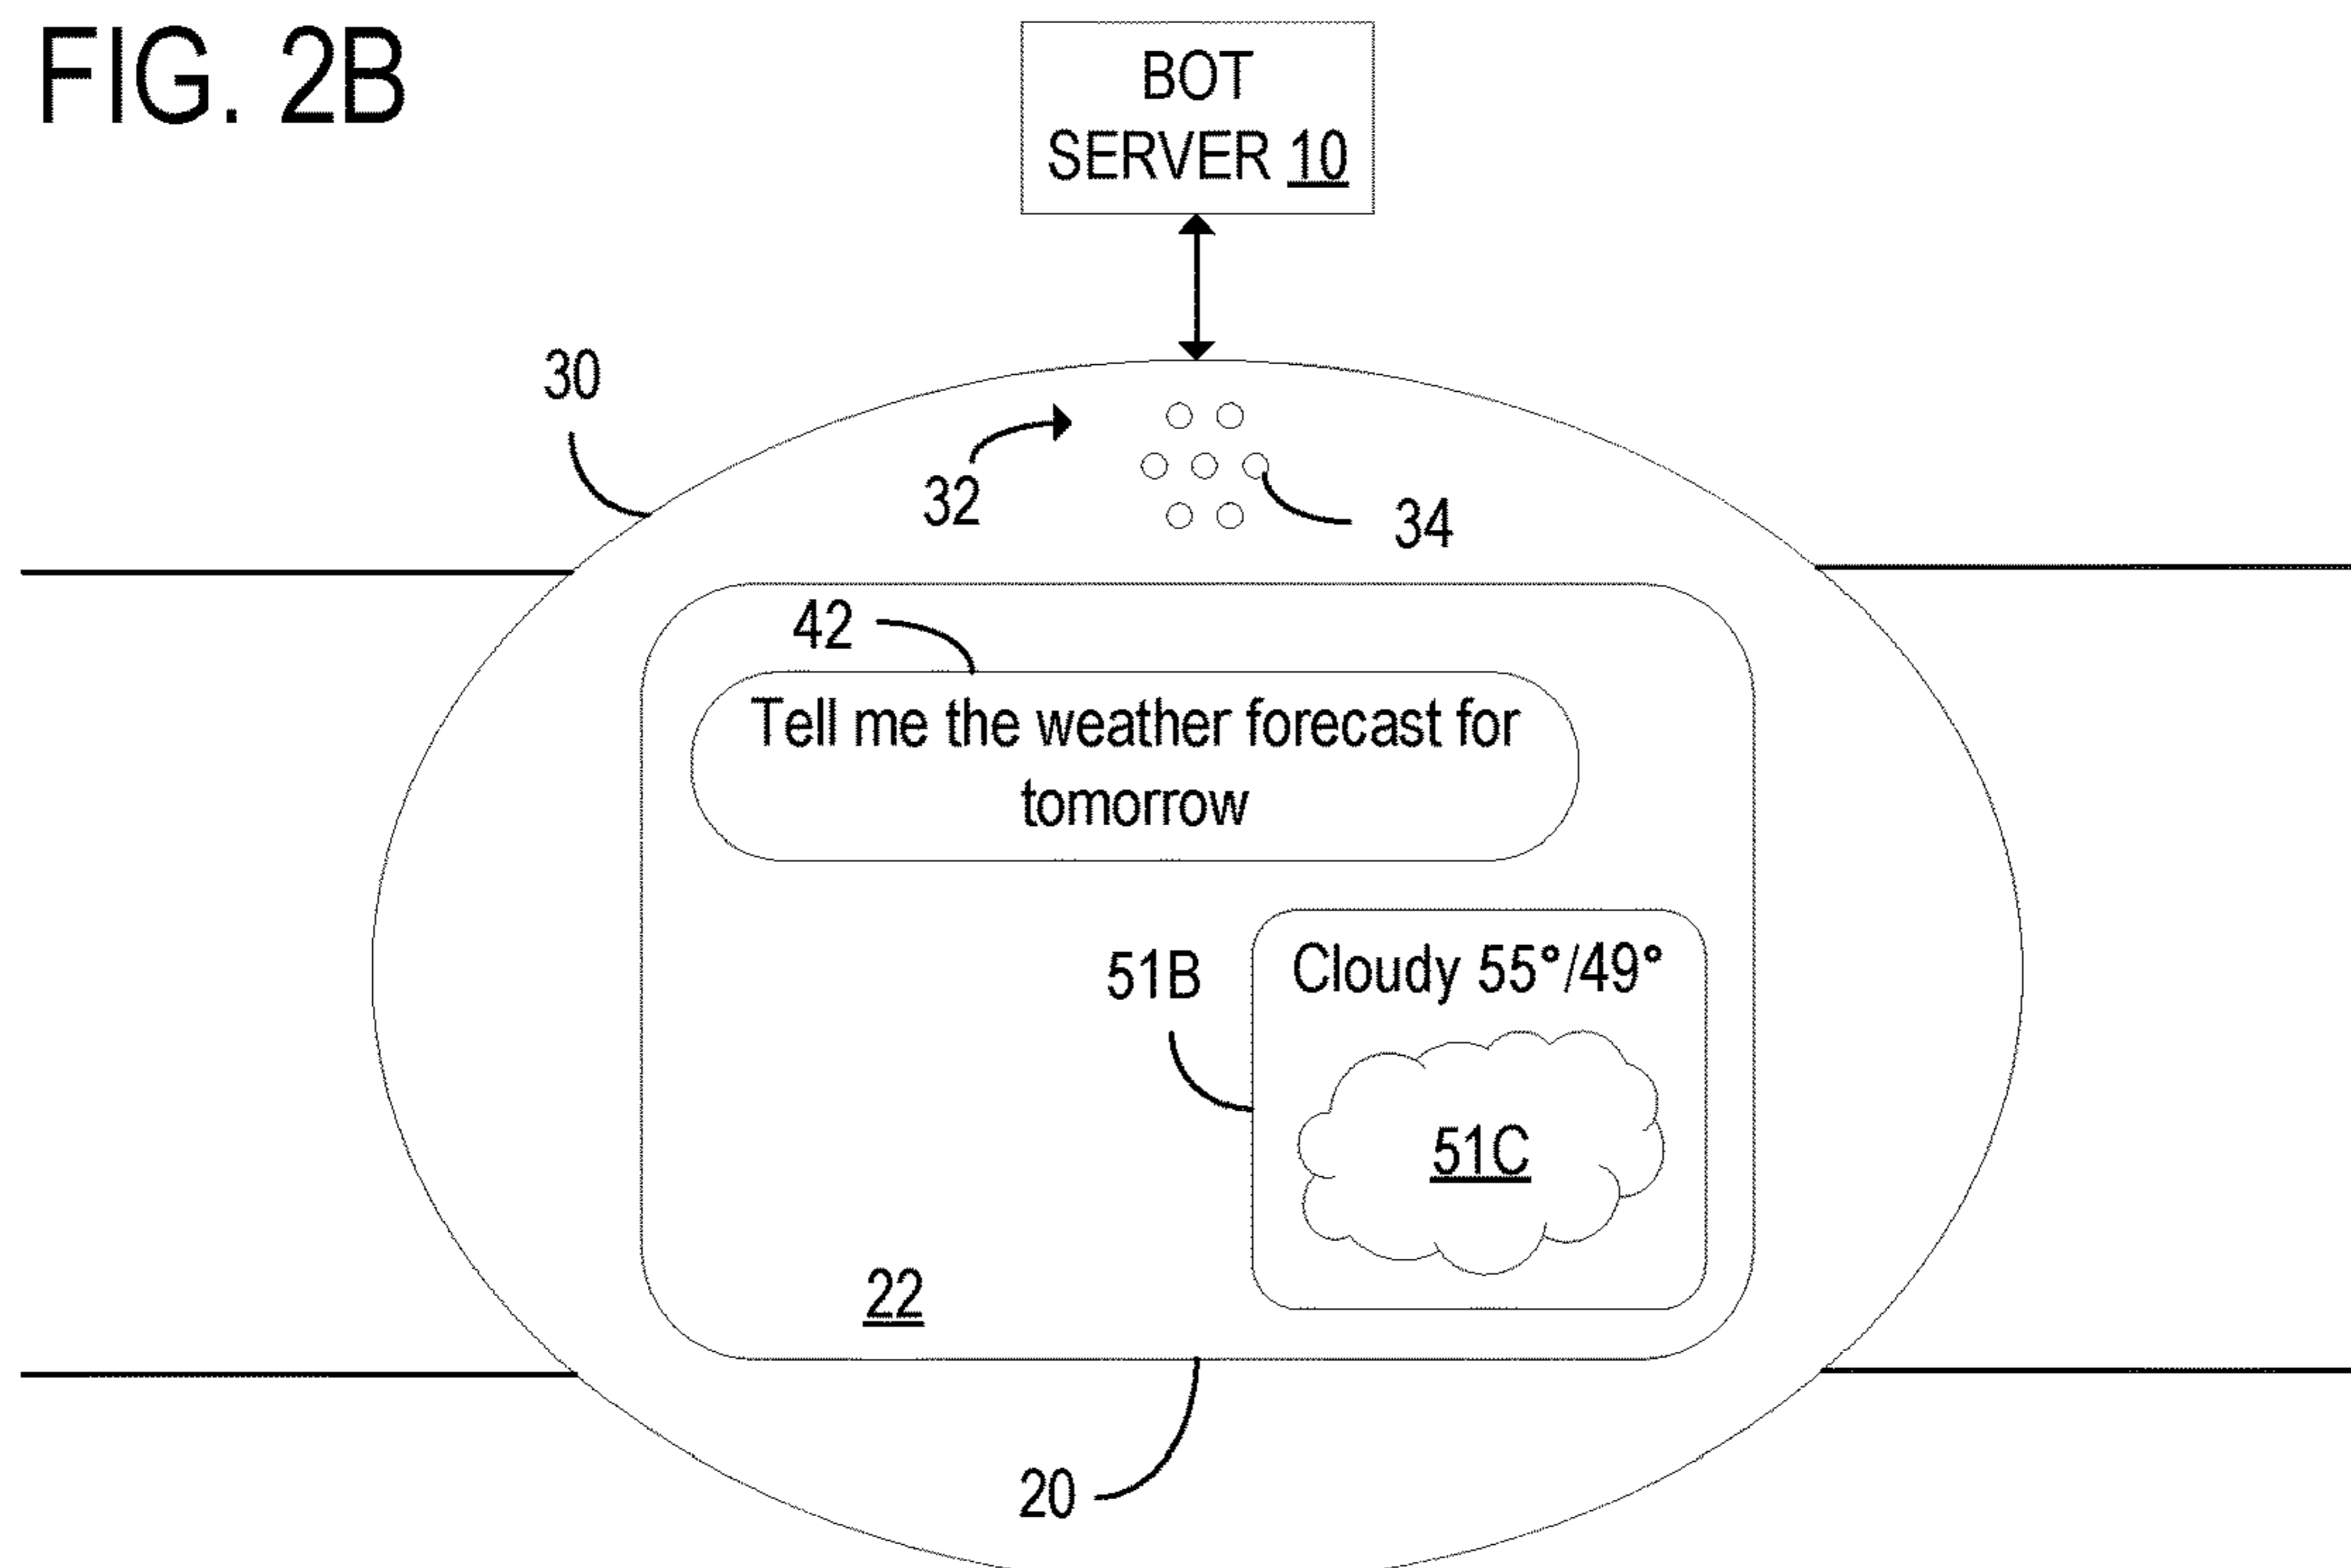 FIG. 2B
BOT
SERVER 10
30
32
34
42
Tell me the weather forecast for
tomorrow
51B
Cloudy 55°/49°
51C
22
20